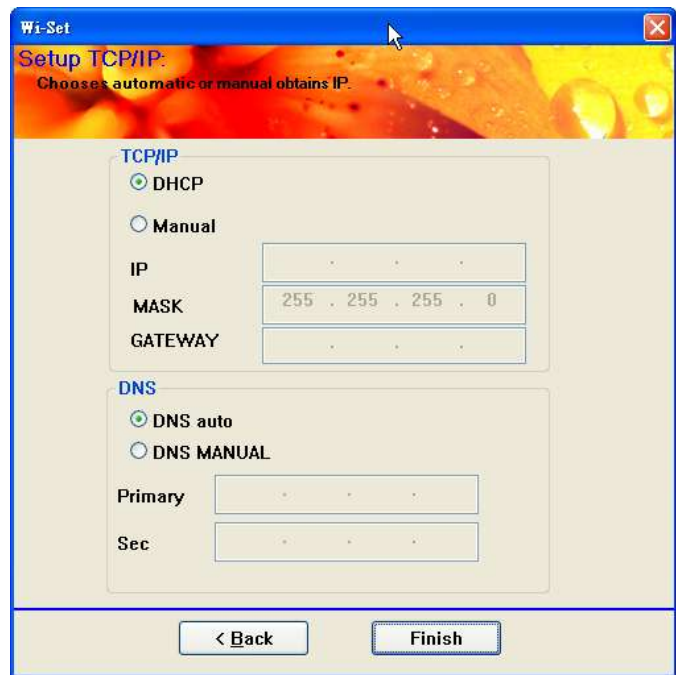 Wi-Set
Setup TCP/IP:
Chooses automatic or manual obtains IP.
TCP/IP
DHCP
Manual
IP . . .
MASK 255 . 255 . 255 . 0
GATEWAY . . .
DNS
DNS auto
DNS MANUAL
Primary . . .
Sec . . .
< Back Finish